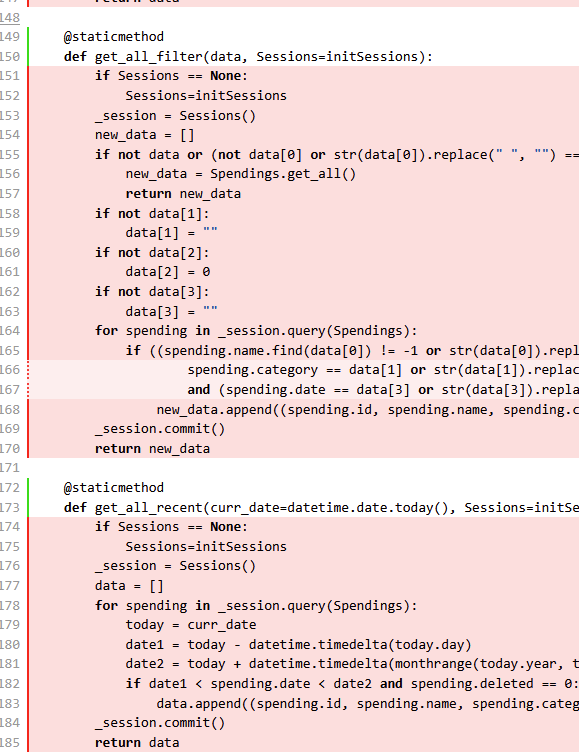 return data
148
149 @staticmethod
150 def get_all_filter(data, Sessions=initSessions):
151 if Sessions == None:
152 Sessions=initSessions
153 _session = Sessions()
154 new_data = []
155 if not data or (not data[0] or str(data[0]).replace(" ", "") ==
156 new_data = Spendings.get_all()
157 return new_data
158 if not data[1]:
159 data[1] = ""
160 if not data[2]:
161 data[2] = 0
162 if not data[3]:
163 data[3] = ""
164 for spending in _session.query(Spendings):
165 if ((spending.name.find(data[0]) != -1 or str(data[0]).repl
166 spending.category == data[1] or str(data[1]).replac
167 and (spending.date == data[3] or str(data[3]).repla
168 new_data.append((spending.id, spending.name, spending.c
169 _session.commit()
170 return new_data
171
172 @staticmethod
173 def get_all_recent(curr_date=datetime.date.today(), Sessions=initSe
174 if Sessions == None:
175 Sessions=initSessions
176 _session = Sessions()
177 data = []
178 for spending in _session.query(Spendings):
179 today = curr_date
180 date1 = today - datetime.timedelta(today.day)
181 date2 = today + datetime.timedelta(monthrange(today.year, t
182 if date1 < spending.date < date2 and spending.deleted == 0:
183 data.append((spending.id, spending.name, spending.categ
184 _session.commit()
185 return data